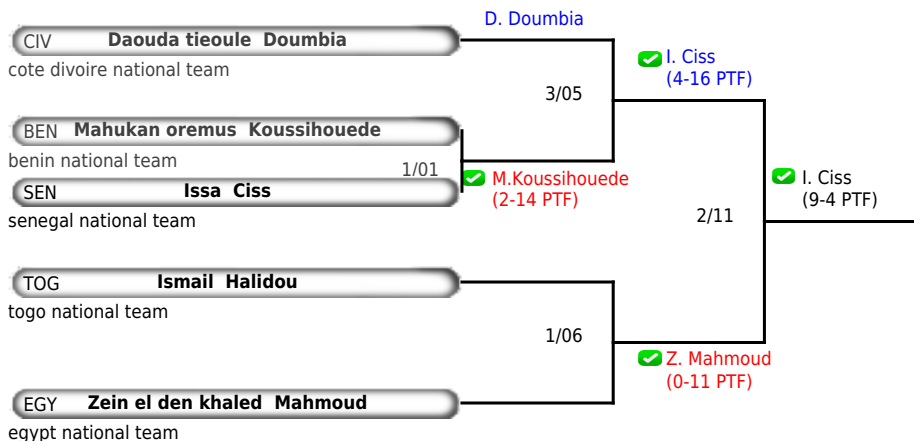 D. Doumbia
CIV Daouda tieoule Doumbia
cote divoire national team
I. Ciss
(4-16 PTF)
3/05
BEN Mahukan oremus Koussihouede
benin national team
1/01
M.Koussihouede
(2-14 PTF)
SEN Issa Ciss
senegal national team
I. Ciss
(9-4 PTF)
2/11
TOG Ismail Halidou
togo national team
1/06
Z. Mahmoud
(0-11 PTF)
EGY Zein el den khaled Mahmoud
egypt national team